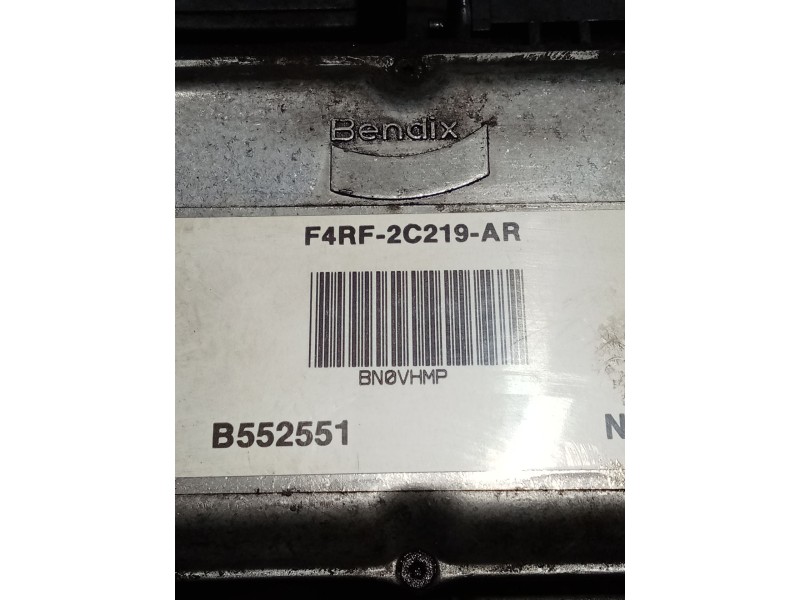 Bendix
F4RF-2C219-AR
BN0VHMP
B552551
N